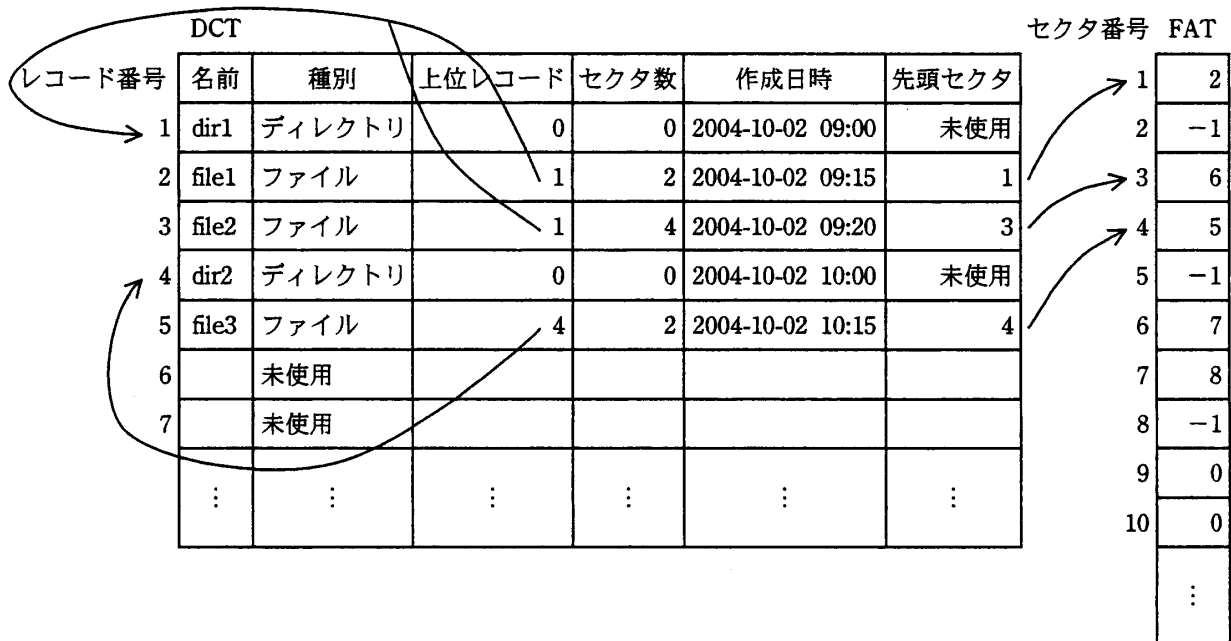 DCT セクタ番号 FAT
レコード番号 名前 種別 上位レコード セクタ数 作成日時 先頭セクタ 1 2
1 dir1 ディレクトリ 0 0 2004-10-02 09:00 未使用 2 −1
2 file1 ファイル 1 2 2004-10-02 09:15 1 3 6
3 file2 ファイル 1 4 2004-10-02 09:20 3 4 5
4 dir2 ディレクトリ 0 0 2004-10-02 10:00 未使用 5 −1
5 file3 ファイル 4 2 2004-10-02 10:15 4 6 7
6 未使用 7 8
7 未使用 8 −1
9 0
⋮ ⋮ ⋮ ⋮ ⋮ ⋮
10 0
⋮